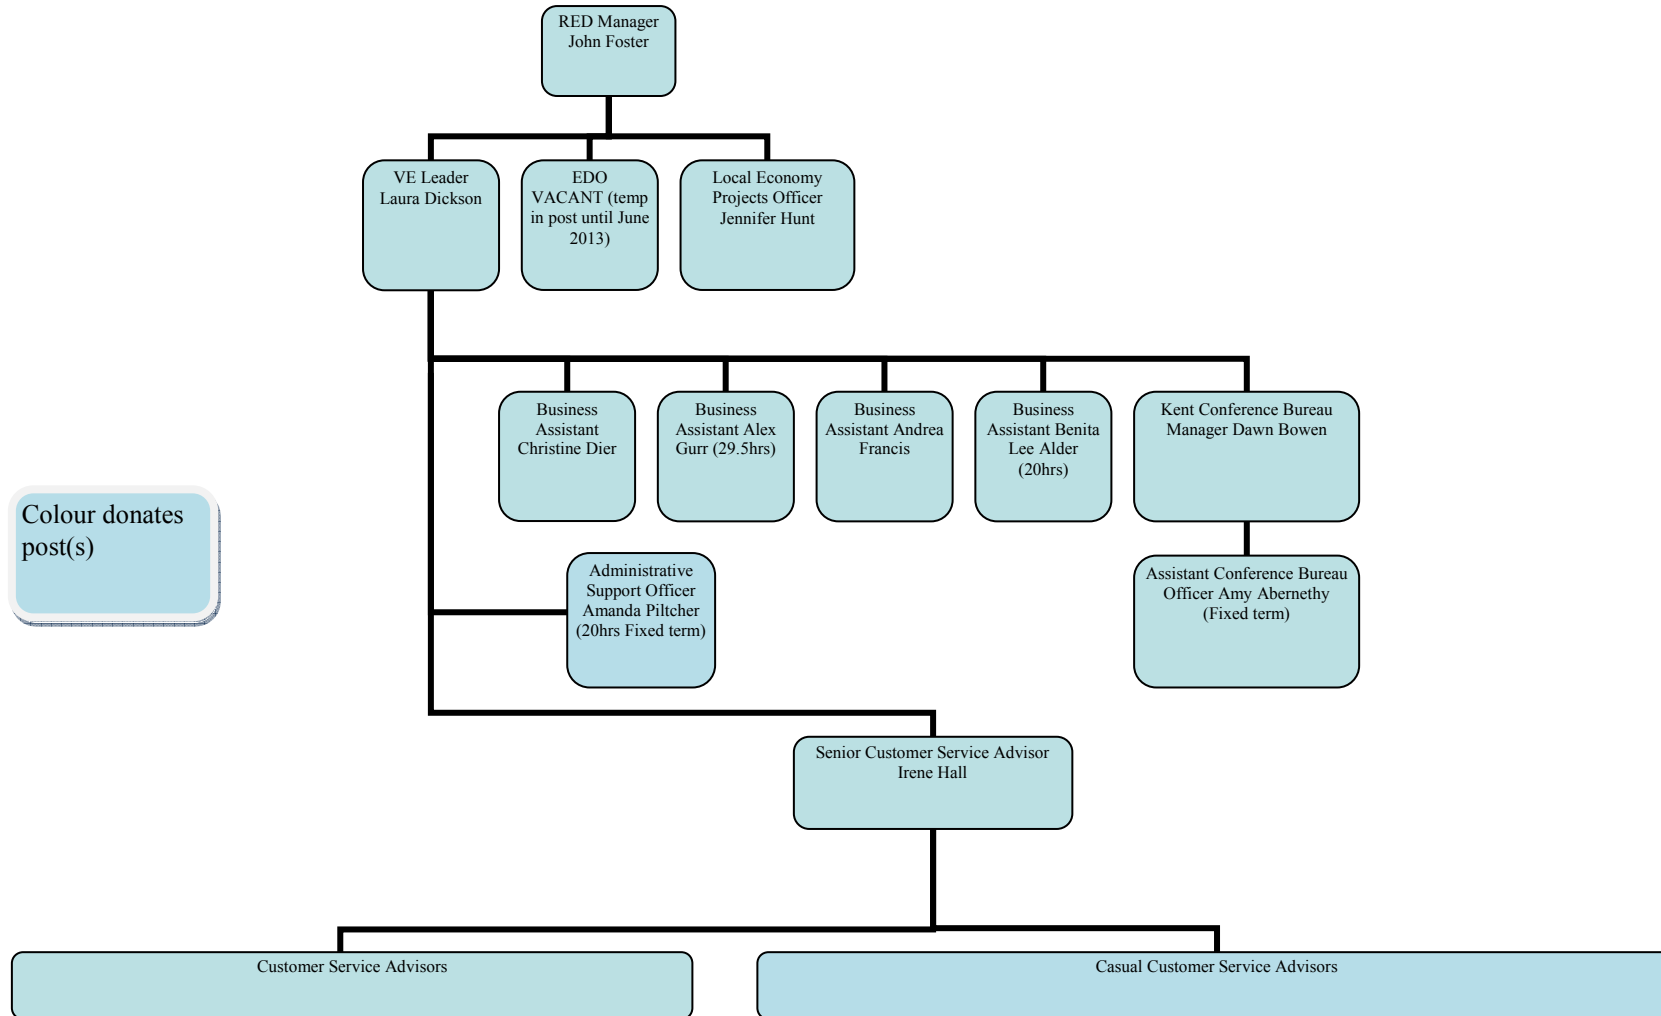 RED Manager
John Foster
VE Leader
Laura Dickson
EDO
VACANT (temp
in post until June
2013)
Local Economy
Projects Officer
Jennifer Hunt
Business
Assistant
Christine Dier
Business
Assistant Alex
Gurr (29.5hrs)
Business
Assistant Andrea
Francis
Business
Assistant Benita
Lee Alder
(20hrs)
Kent Conference Bureau
Manager Dawn Bowen
Colour donates
post(s)
Administrative
Support Officer
Amanda Piltcher
(20hrs Fixed term)
Assistant Conference Bureau
Officer Amy Abernethy
(Fixed term)
Senior Customer Service Advisor
Irene Hall
Customer Service Advisors
Casual Customer Service Advisors